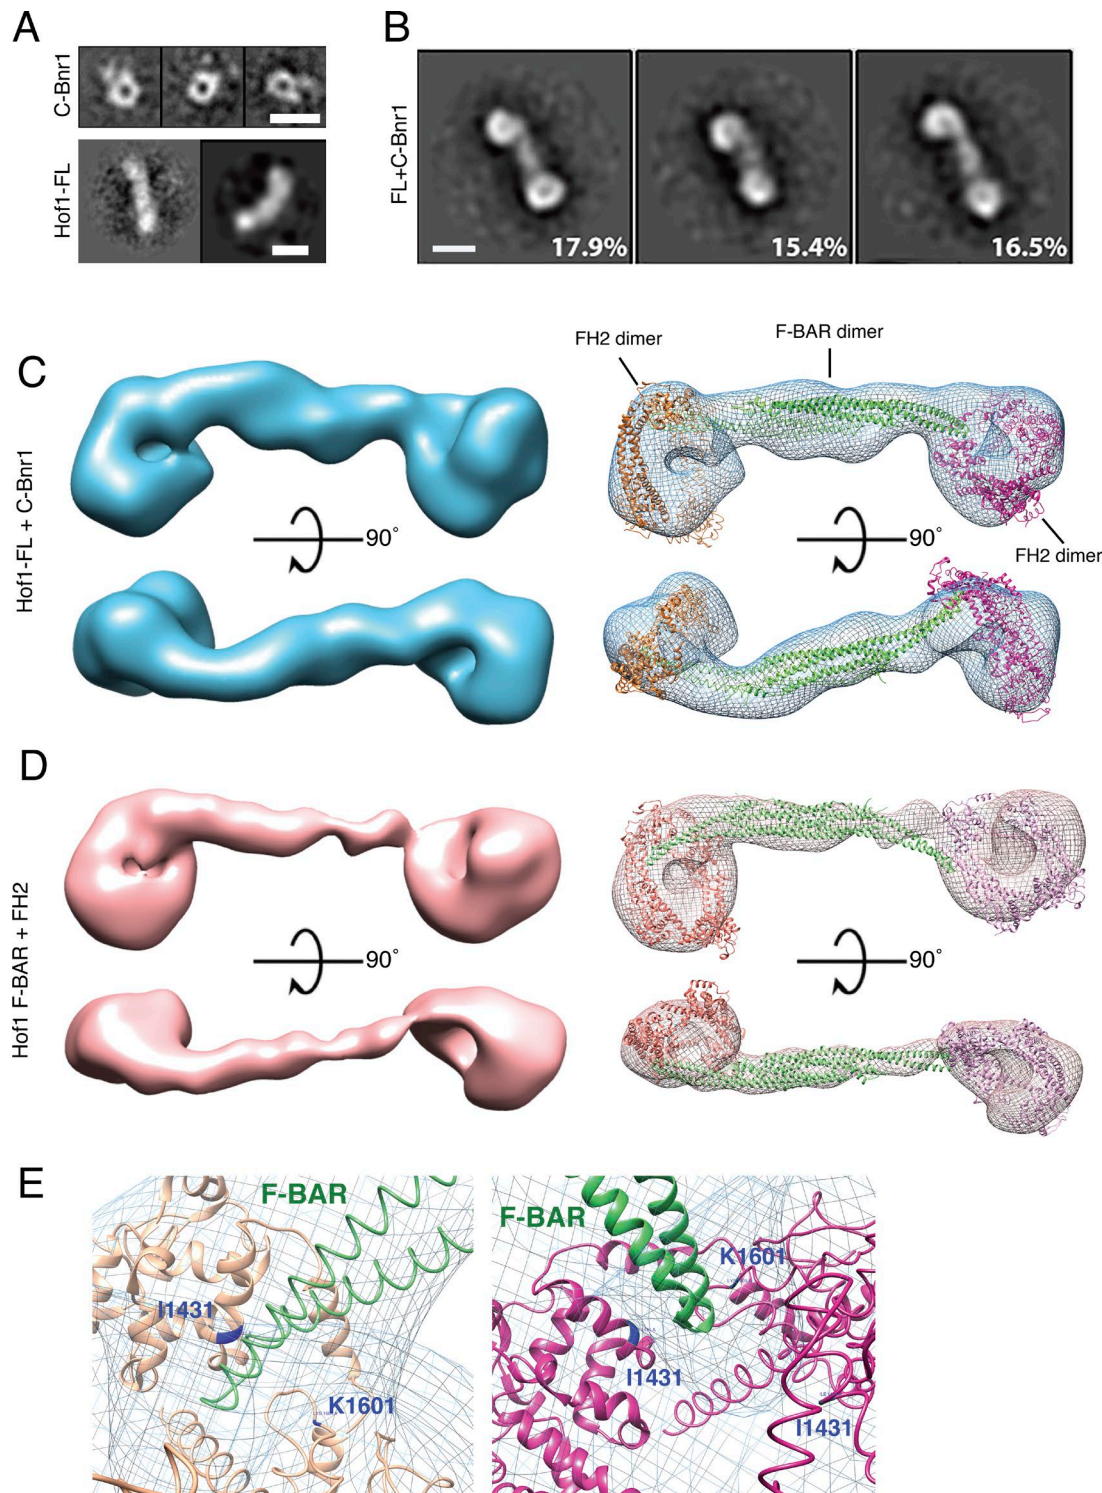 A
B
C-Bnr1
Hof1-FL
FL+C-Bnr1
17.9%
15.4%
16.5%
C
FH2 dimer
F-BAR dimer
Hof1-FL + C-Bnr1
90°
90°
FH2 dimer
D
Hof1 F-BAR + FH2
90°
90°
E
F-BAR
I1431
K1601
F-BAR
K1601
I1431
I1431